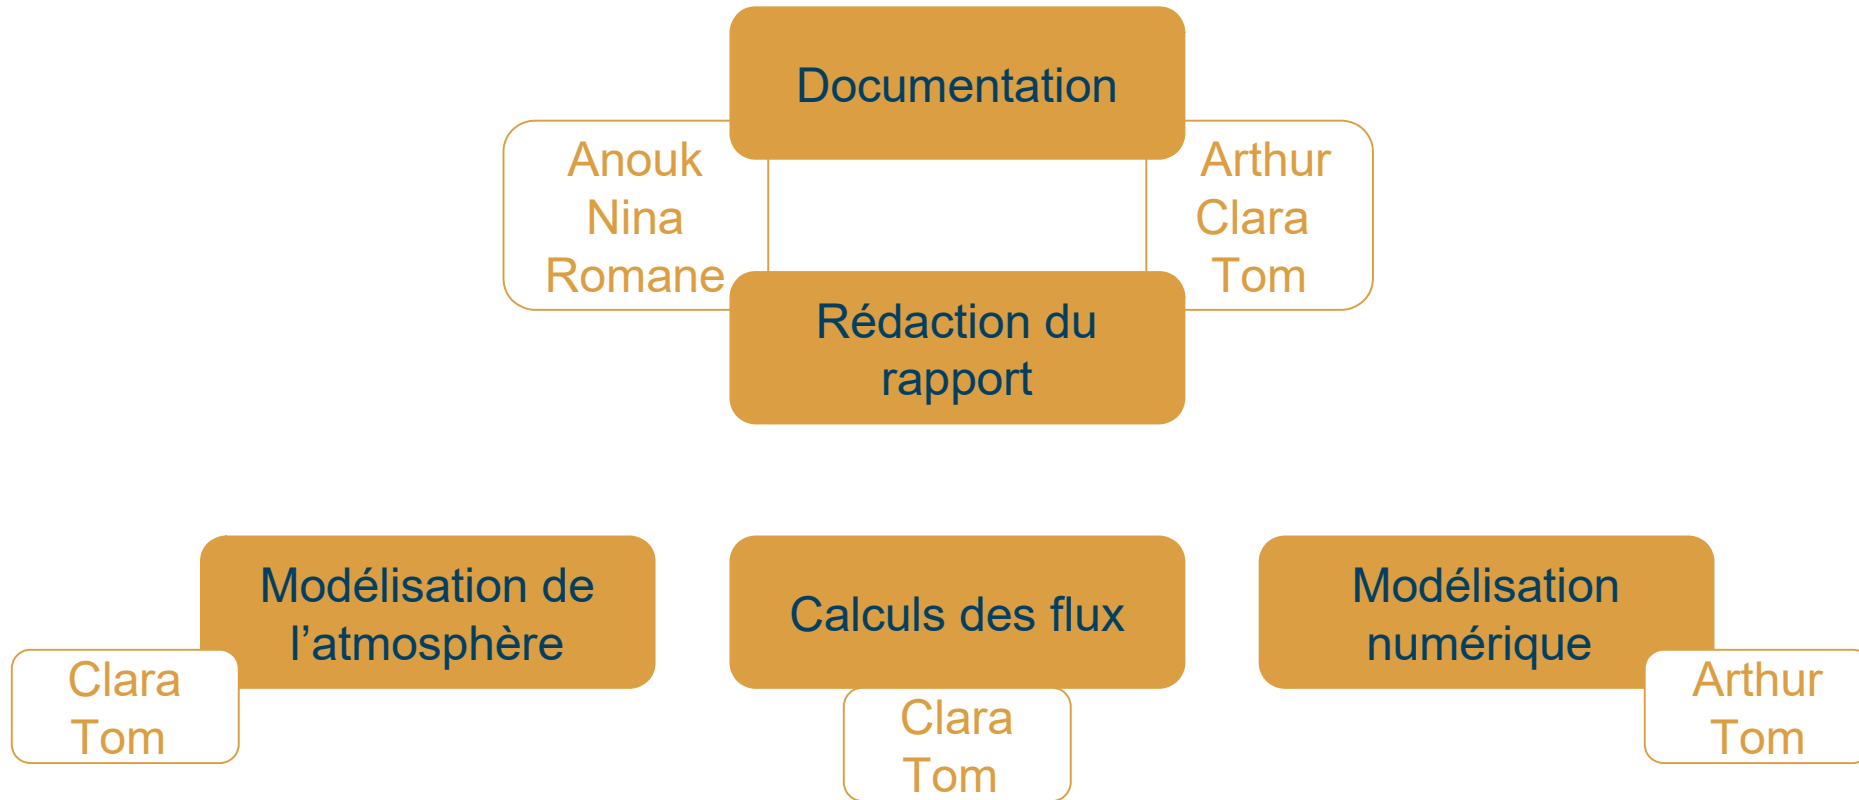 Documentation
Anouk
Nina
Romane
Arthur
Clara
Tom
Rédaction du
rapport
Modélisation de
l’atmosphère
Clara
Tom
Calculs des flux
Clara
Tom
Modélisation
numérique
Arthur
Tom